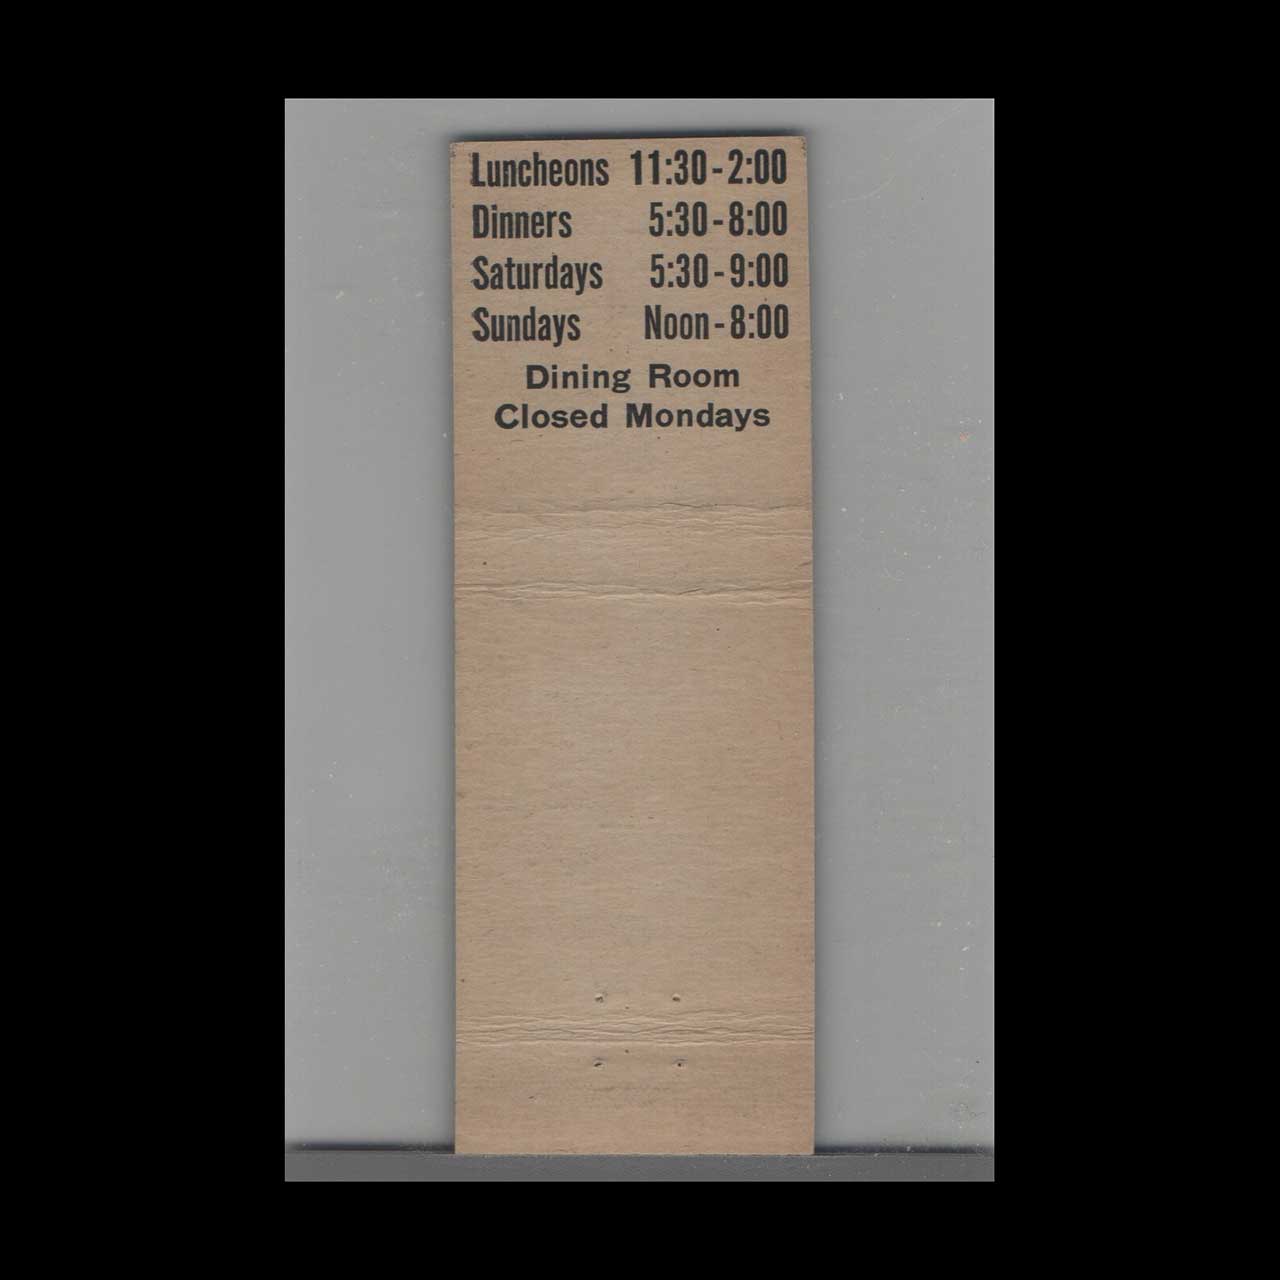 Luncheons 11:30-2:00
Dinners 5:30-8:00
Saturdays 5:30-9:00
Sundays Noon-8:00
Dining Room
Closed Mondays